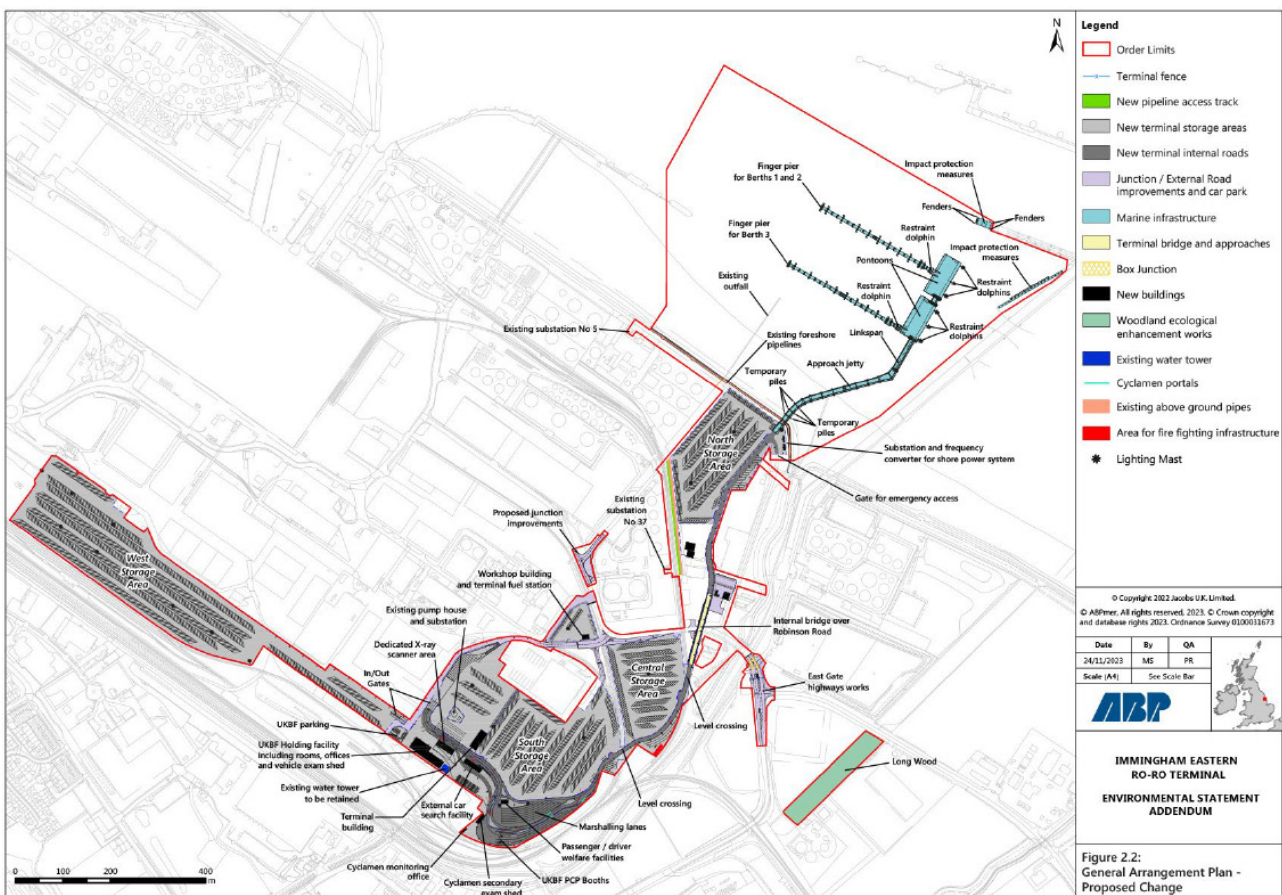 N
Finger pier
for Berths 1 and 2
Impact protection
measures
Fenders
Fenders
Finger pier
for Berth 3
Restraint
dolphin
Impact protection
measures
Pontoons
Existing
outfall
Restraint
dolphin
Restraint
dolphins
Existing substation No 5
Restraint
dolphins
Linkspan
Existing foreshore
pipelines
Approach jetty
Temporary
piles
Temporary
piles
North
Storage
Area
Substation and frequency
converter for shore power system
Gate for emergency access
Existing
substation
No 37
Proposed junction
improvements
West
Storage
Area
Workshop building
and terminal fuel station
Existing pump house
and substation
Internal bridge over
Robinson Road
Dedicated X-ray
scanner area
Central
Storage
Area
In/Out
Gates
East Gate
highways works
UKBF parking
Level crossing
UKBF Holding facility
including rooms, offices
and vehicle exam shed
South
Storage
Area
Long Wood
Existing water tower
to be retained
External car
search facility
Level crossing
Terminal
building
Marshalling lanes
Passenger / driver
welfare facilities
Cyclamen monitoring
office
UKBF PCP Booths
Cyclamen secondary
exam shed
0 100 200 400
m
Legend
Order Limits
Terminal fence
New pipeline access track
New terminal storage areas
New terminal internal roads
Junction / External Road
improvements and car park
Marine infrastructure
Terminal bridge and approaches
Box Junction
New buildings
Woodland ecological
enhancement works
Existing water tower
Cyclamen portals
Existing above ground pipes
Area for fire fighting infrastructure
Lighting Mast
© Copyright 2022 Jacobs U.K. Limited.
© ABPmer, All rights reserved, 2023. © Crown copyright
and database rights 2023. Ordnance Survey 0100031673
Date By QA
24/11/2023 MS PR
Scale (A4) See Scale Bar
ABP
IMMINGHAM EASTERN
RO-RO TERMINAL
ENVIRONMENTAL STATEMENT
ADDENDUM
Figure 2.2:
General Arrangement Plan -
Proposed Change